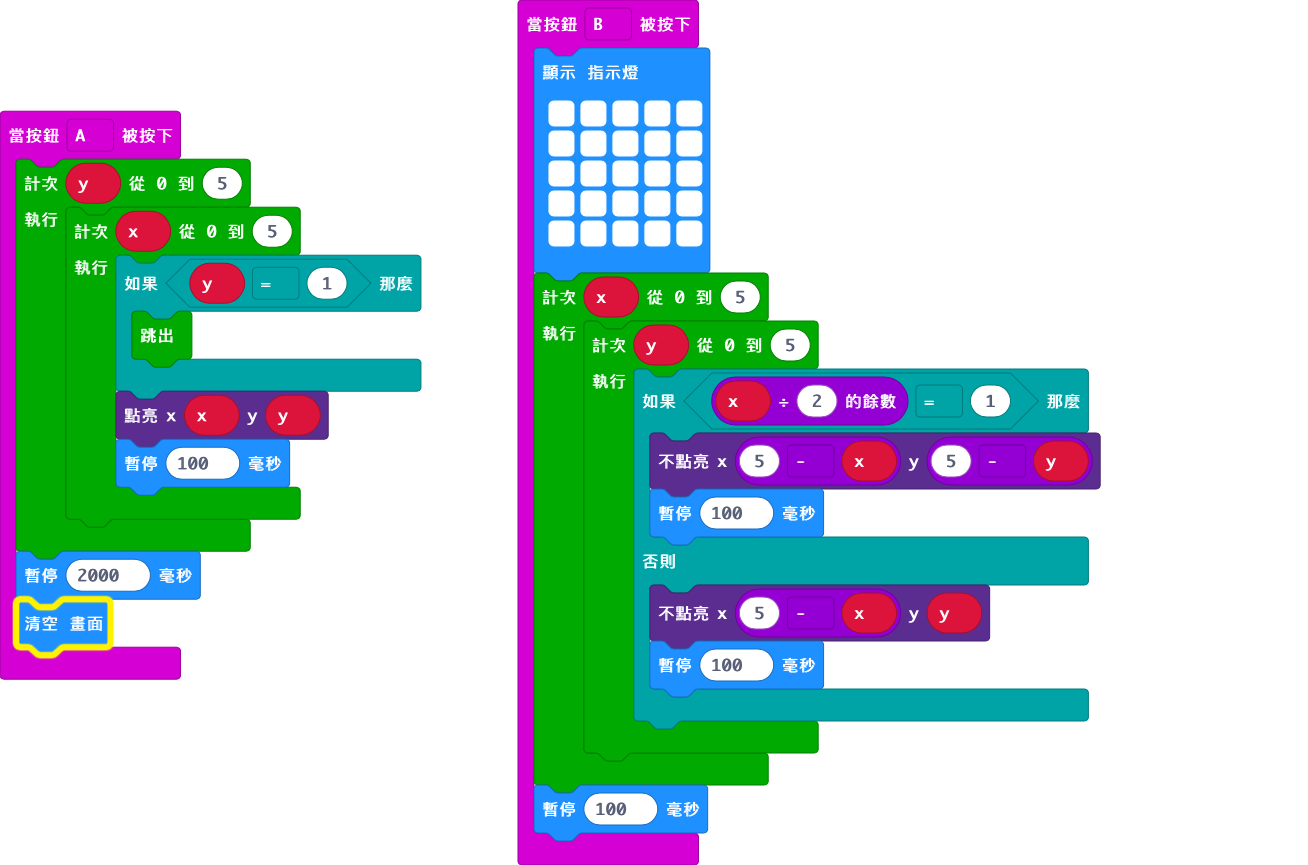 當按鈕 A 被按下
計次 y 從 0 到 5
執行
計次 x 從 0 到 5
執行
如果 y = 1 那麼
跳出
點亮 x x y y
暫停 100 毫秒
暫停 2000 毫秒
清空 畫面
當按鈕 B 被按下
顯示 指示燈
計次 x 從 0 到 5
執行
計次 y 從 0 到 5
執行
如果 x ÷ 2 的餘數 = 1 那麼
不點亮 x 5 - x y 5 - y
暫停 100 毫秒
否則
不點亮 x 5 - x y y
暫停 100 毫秒
暫停 100 毫秒